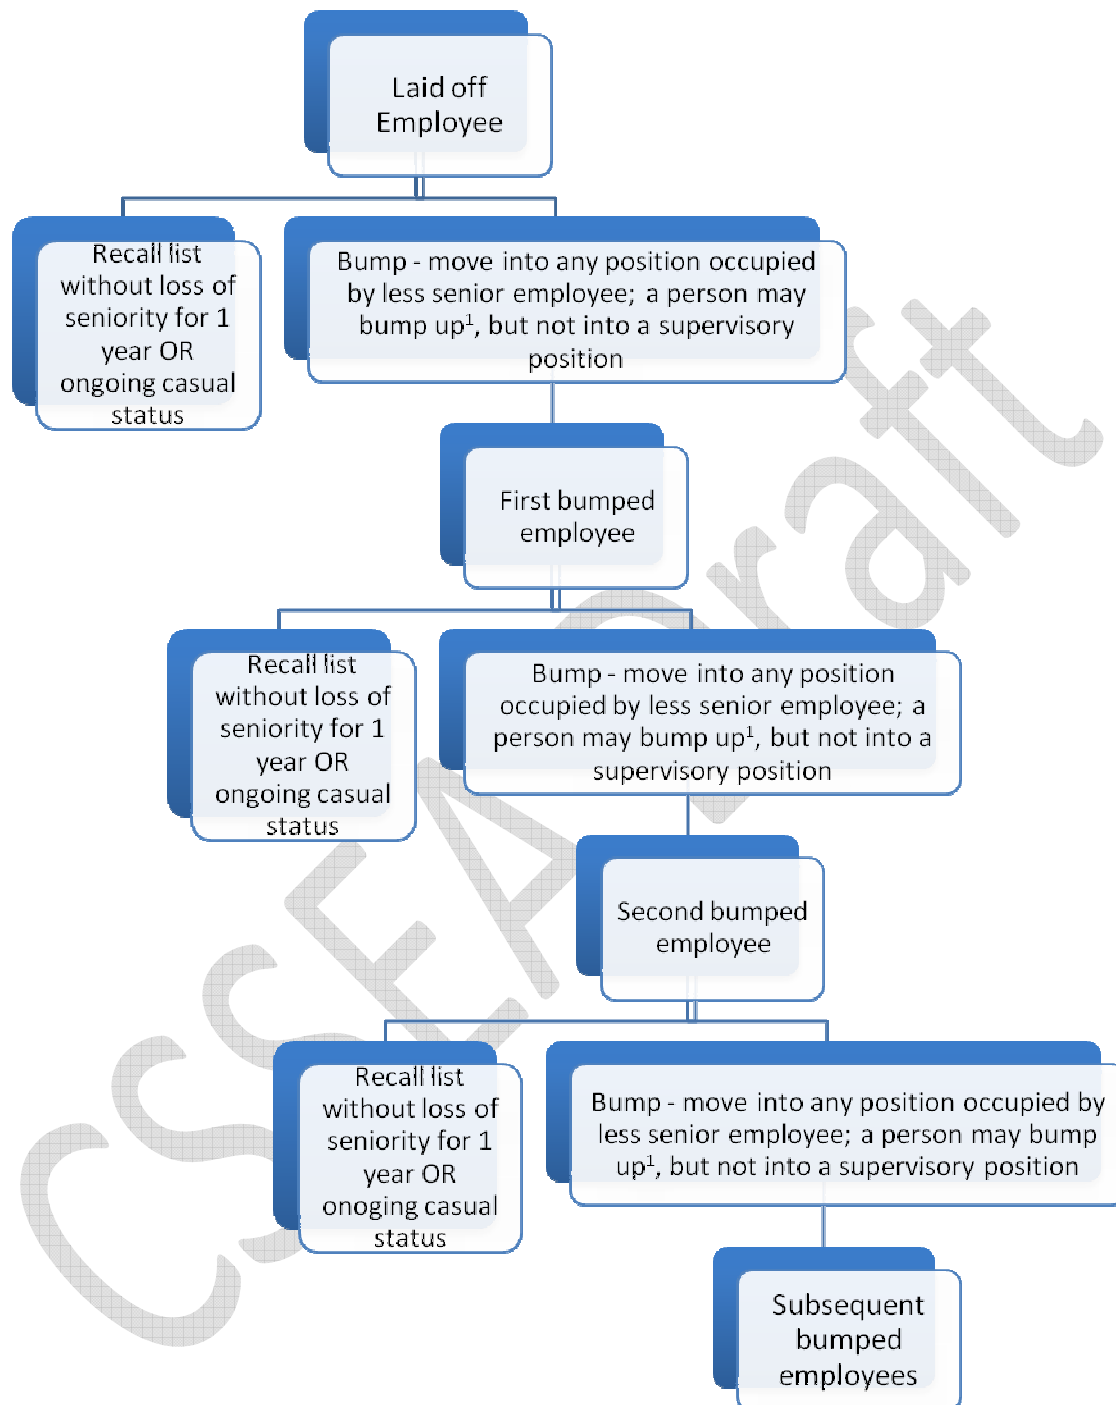 Laid off
Employee
Recall list
without loss of
seniority for 1
year OR
ongoing casual
status
Bump - move into any position occupied
by less senior employee; a person may
bump up¹, but not into a supervisory
position
First bumped
employee
Recall list
without loss of
seniority for 1
year OR
ongoing casual
status
Bump - move into any position
occupied by less senior employee; a
person may bump up¹, but not into a
supervisory position
Second bumped
employee
Recall list
without loss of
seniority for 1
year OR
onoging casual
status
Bump - move into any position occupied by
less senior employee; a person may bump
up¹, but not into a supervisory position
Subsequent
bumped
employees
CSSEA Draft